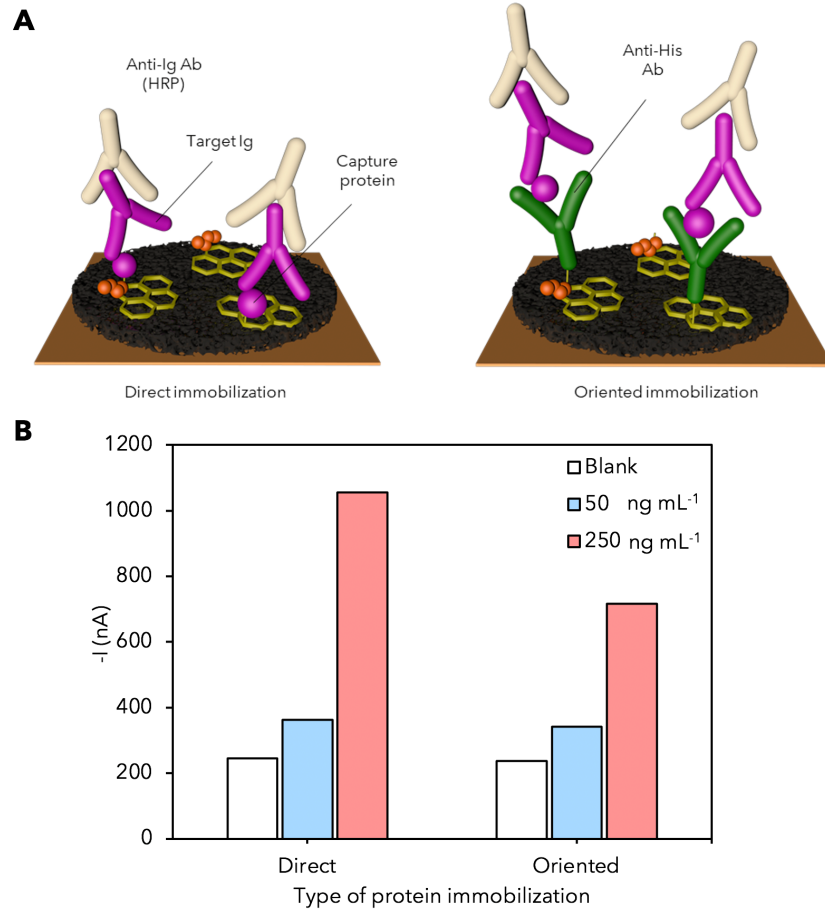 A
Anti-Ig Ab
(HRP)
Target Ig
Capture
protein
Anti-His
Ab
Direct immobilization
Oriented immobilization
B
1200
1000
800
600
400
200
0
-I (nA)
Blank
50 ng mL⁻¹
250 ng mL⁻¹
Direct
Oriented
Type of protein immobilization